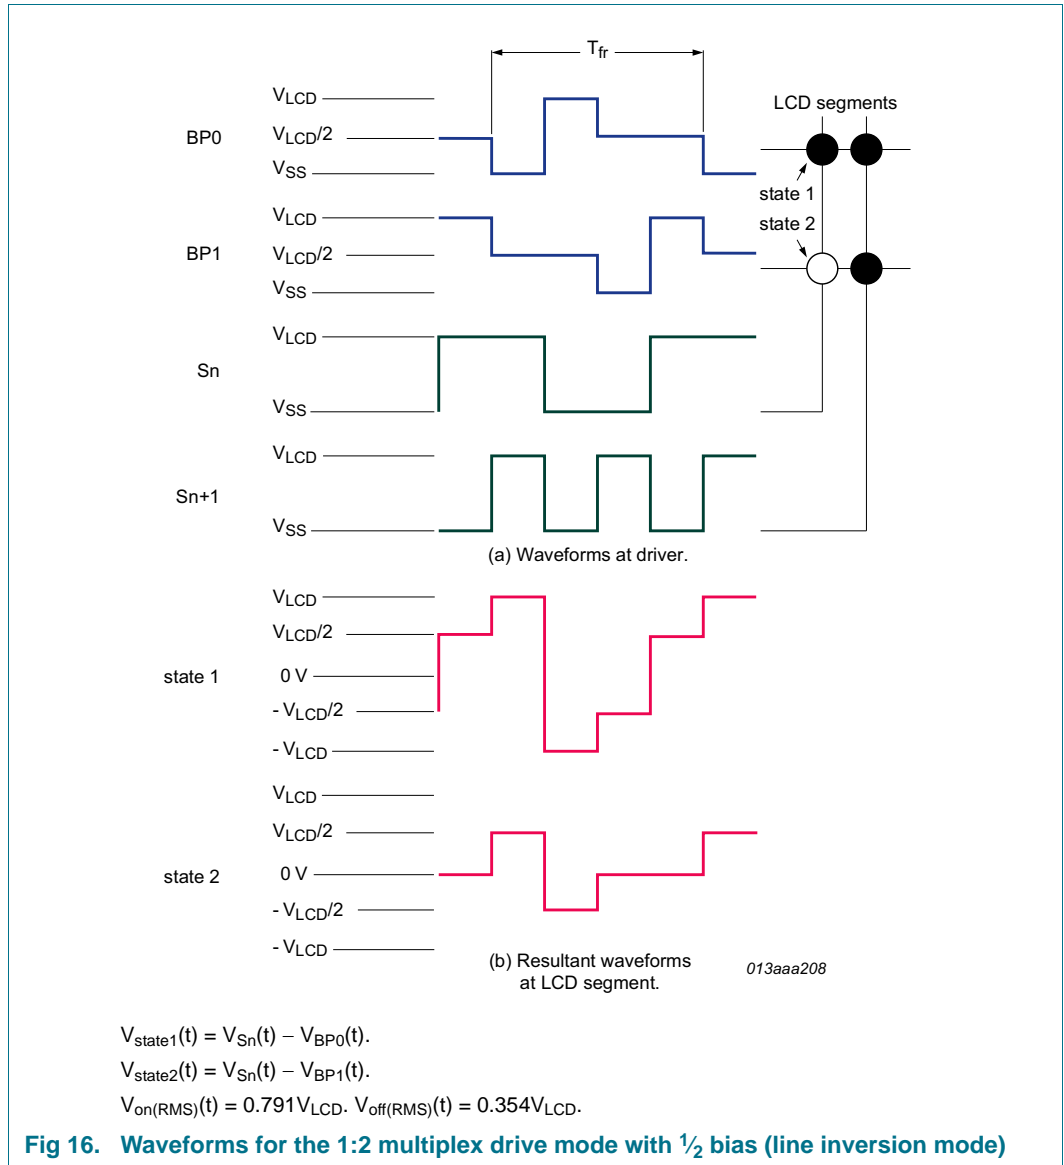 Tfr
VLCD
LCD segments
BP0
VLCD/2
VSS
state 1
state 2
VLCD
BP1
VLCD/2
VSS
VLCD
Sn
VSS
VLCD
Sn+1
VSS
(a) Waveforms at driver.
VLCD
VLCD/2
state 1
0 V
- VLCD/2
- VLCD
VLCD
VLCD/2
state 2
0 V
- VLCD/2
- VLCD
(b) Resultant waveforms
at LCD segment.
013aaa208
Vstate1(t) = VSn(t) − VBP0(t).
Vstate2(t) = VSn(t) − VBP1(t).
Von(RMS)(t) = 0.791VLCD. Voff(RMS)(t) = 0.354VLCD.
Fig 16. Waveforms for the 1:2 multiplex drive mode with 1⁄2 bias (line inversion mode)